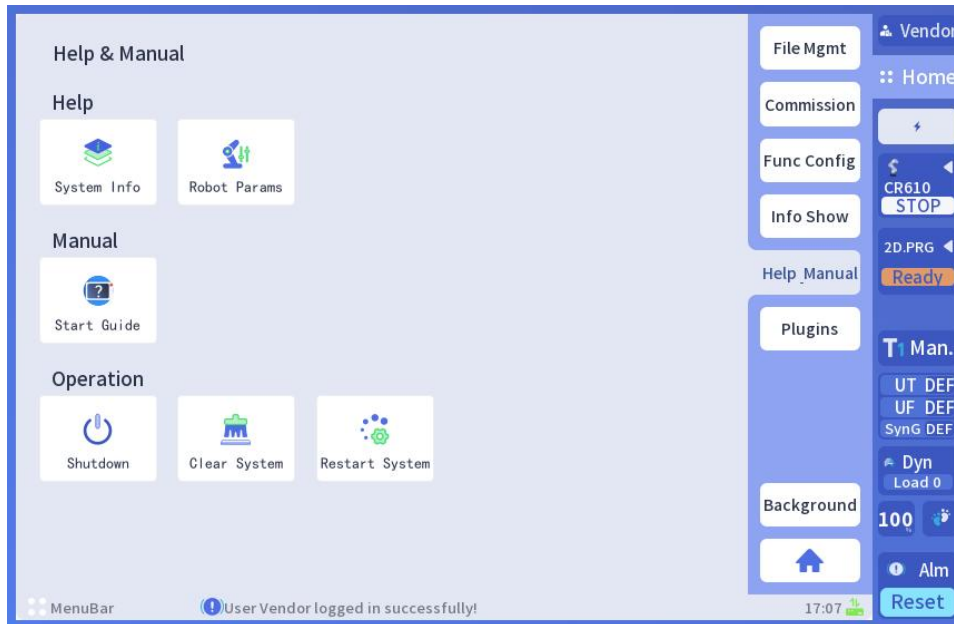 Help & Manual
Help
System Info
Robot Params
Manual
?
Start Guide
Operation
Shutdown
Clear System
Restart System
MenuBar
User Vendor logged in successfully!
17:07
File Mgmt
Commission
Func Config
Info Show
Help_Manual
Plugins
Background
Vendor
Home
CR610
STOP
2D.PRG
Ready
T1 Man.
UT DEF
UF DEF
SynG DEF
Dyn
Load 0
100 %
Alm
Reset